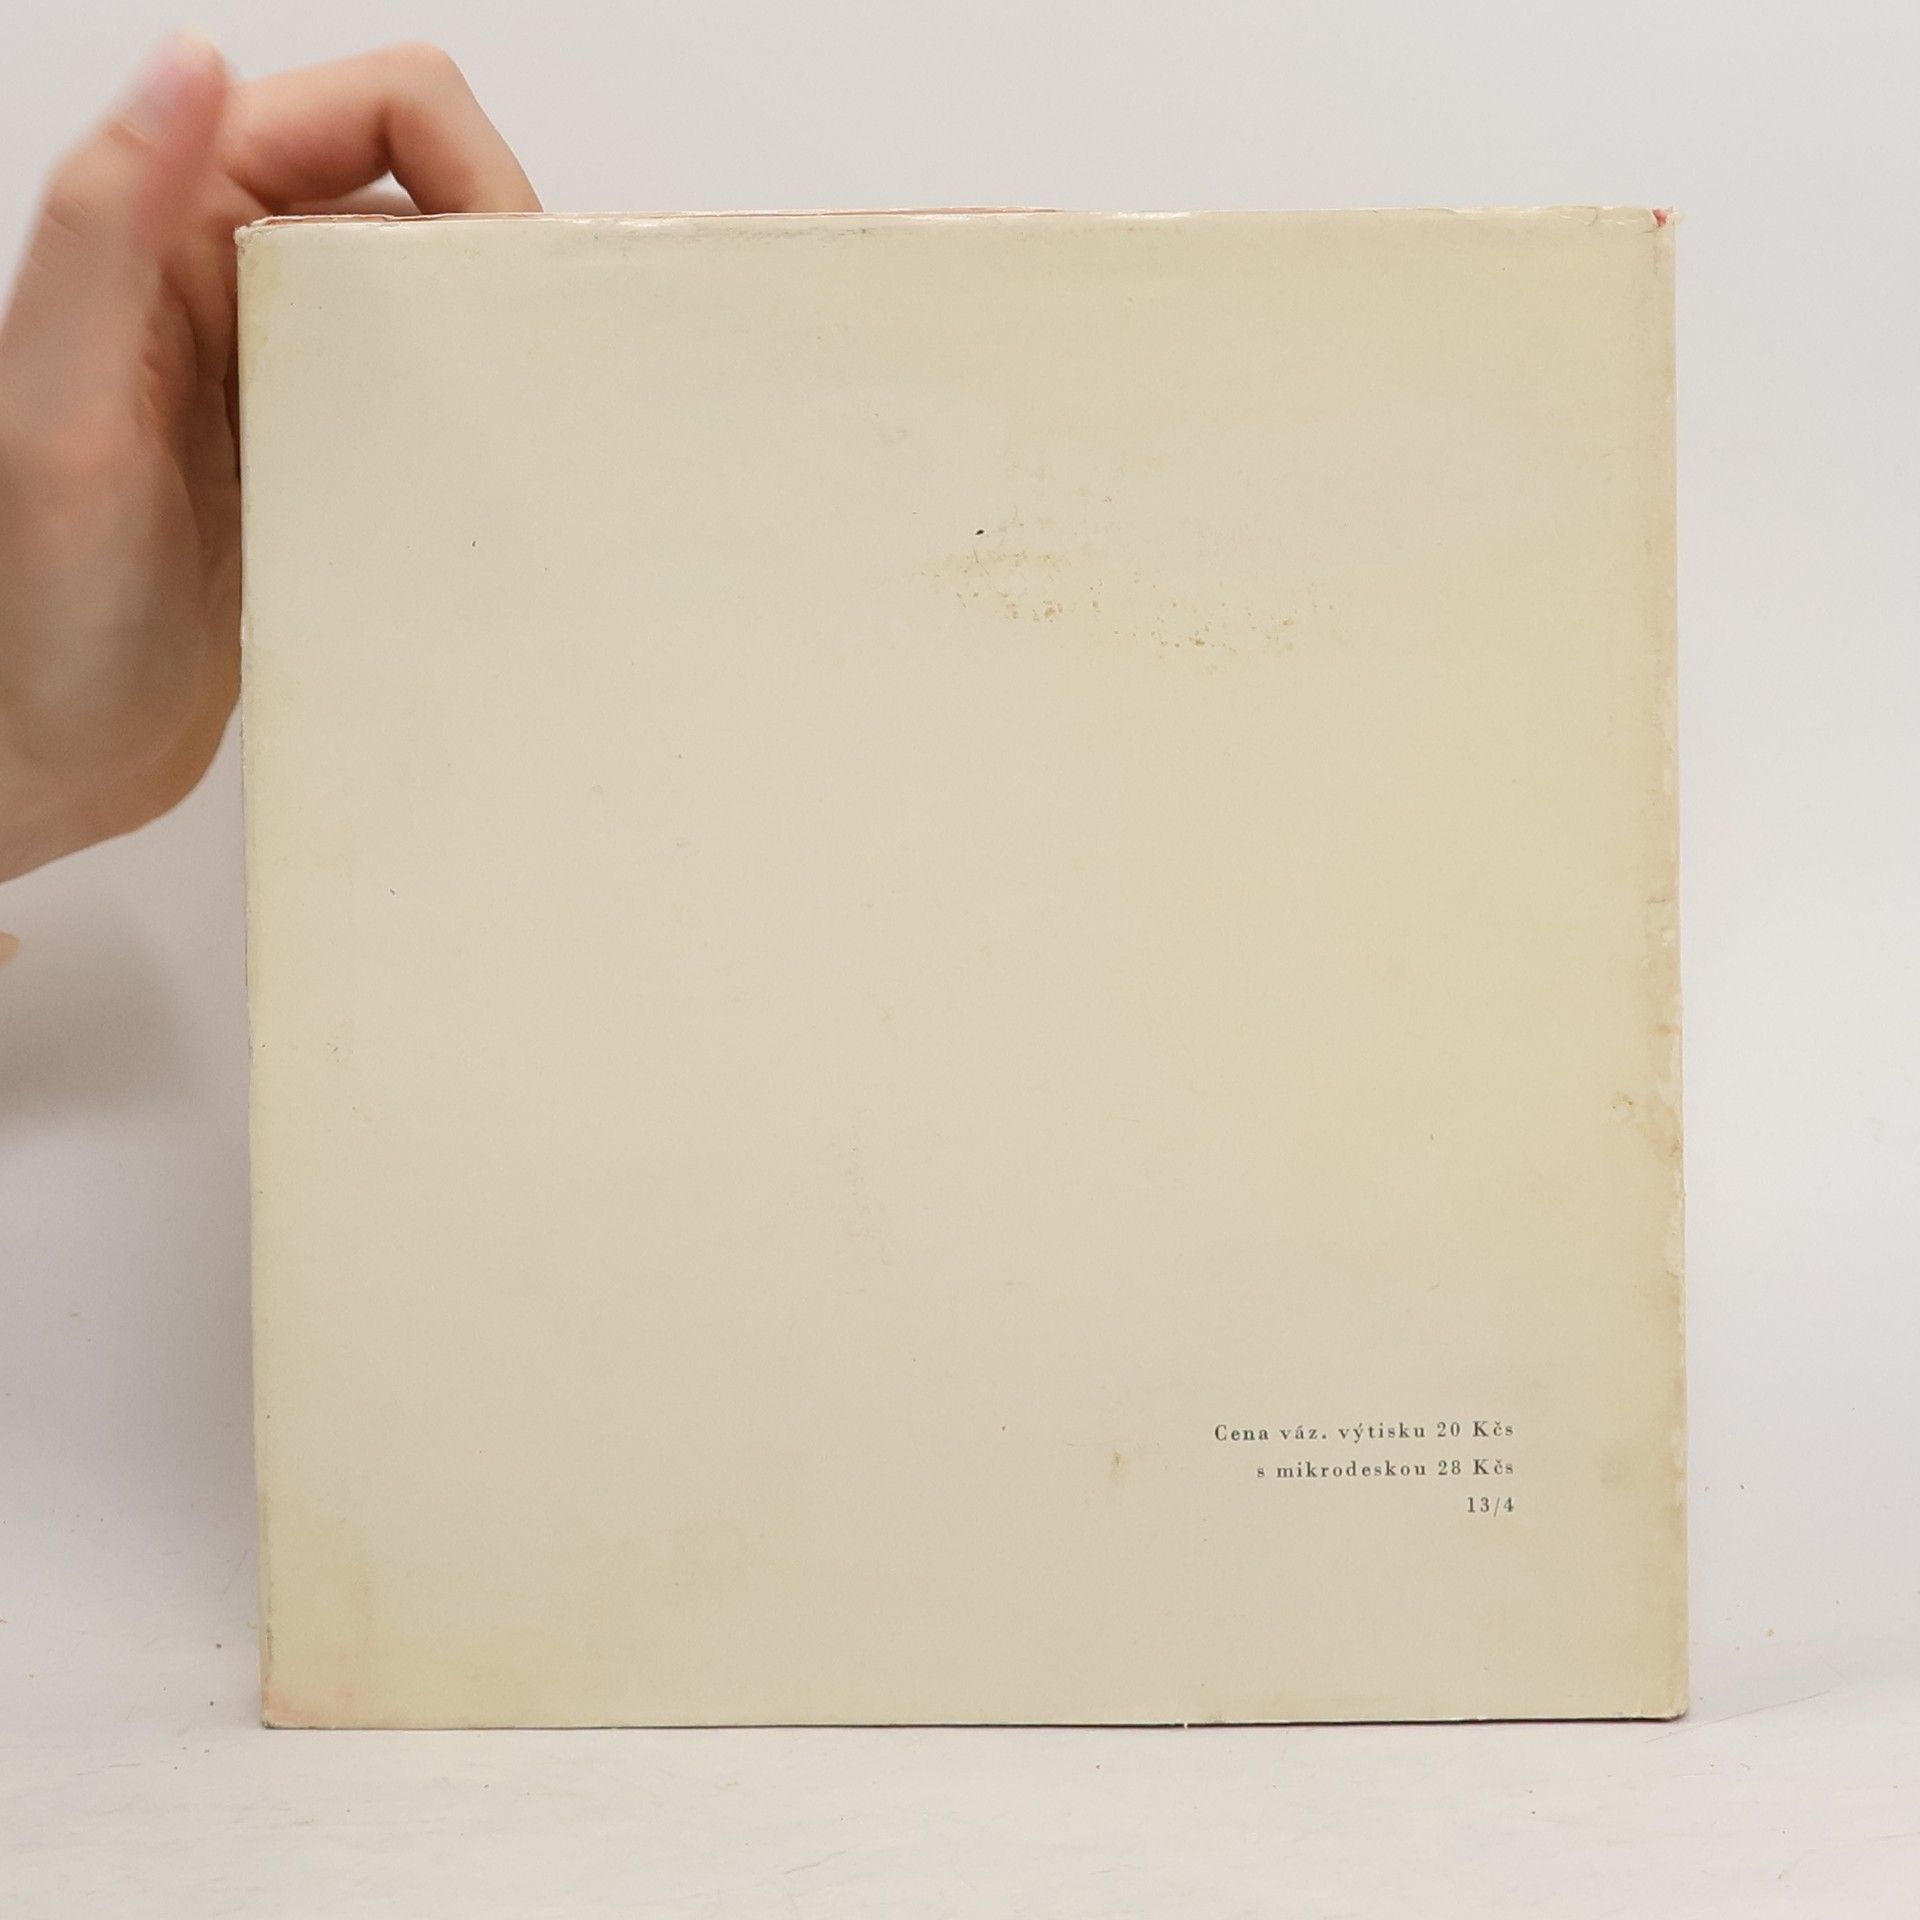 Cena váz. výtisku 20 Kčs
s mikrodeskou 28 Kčs
13/4